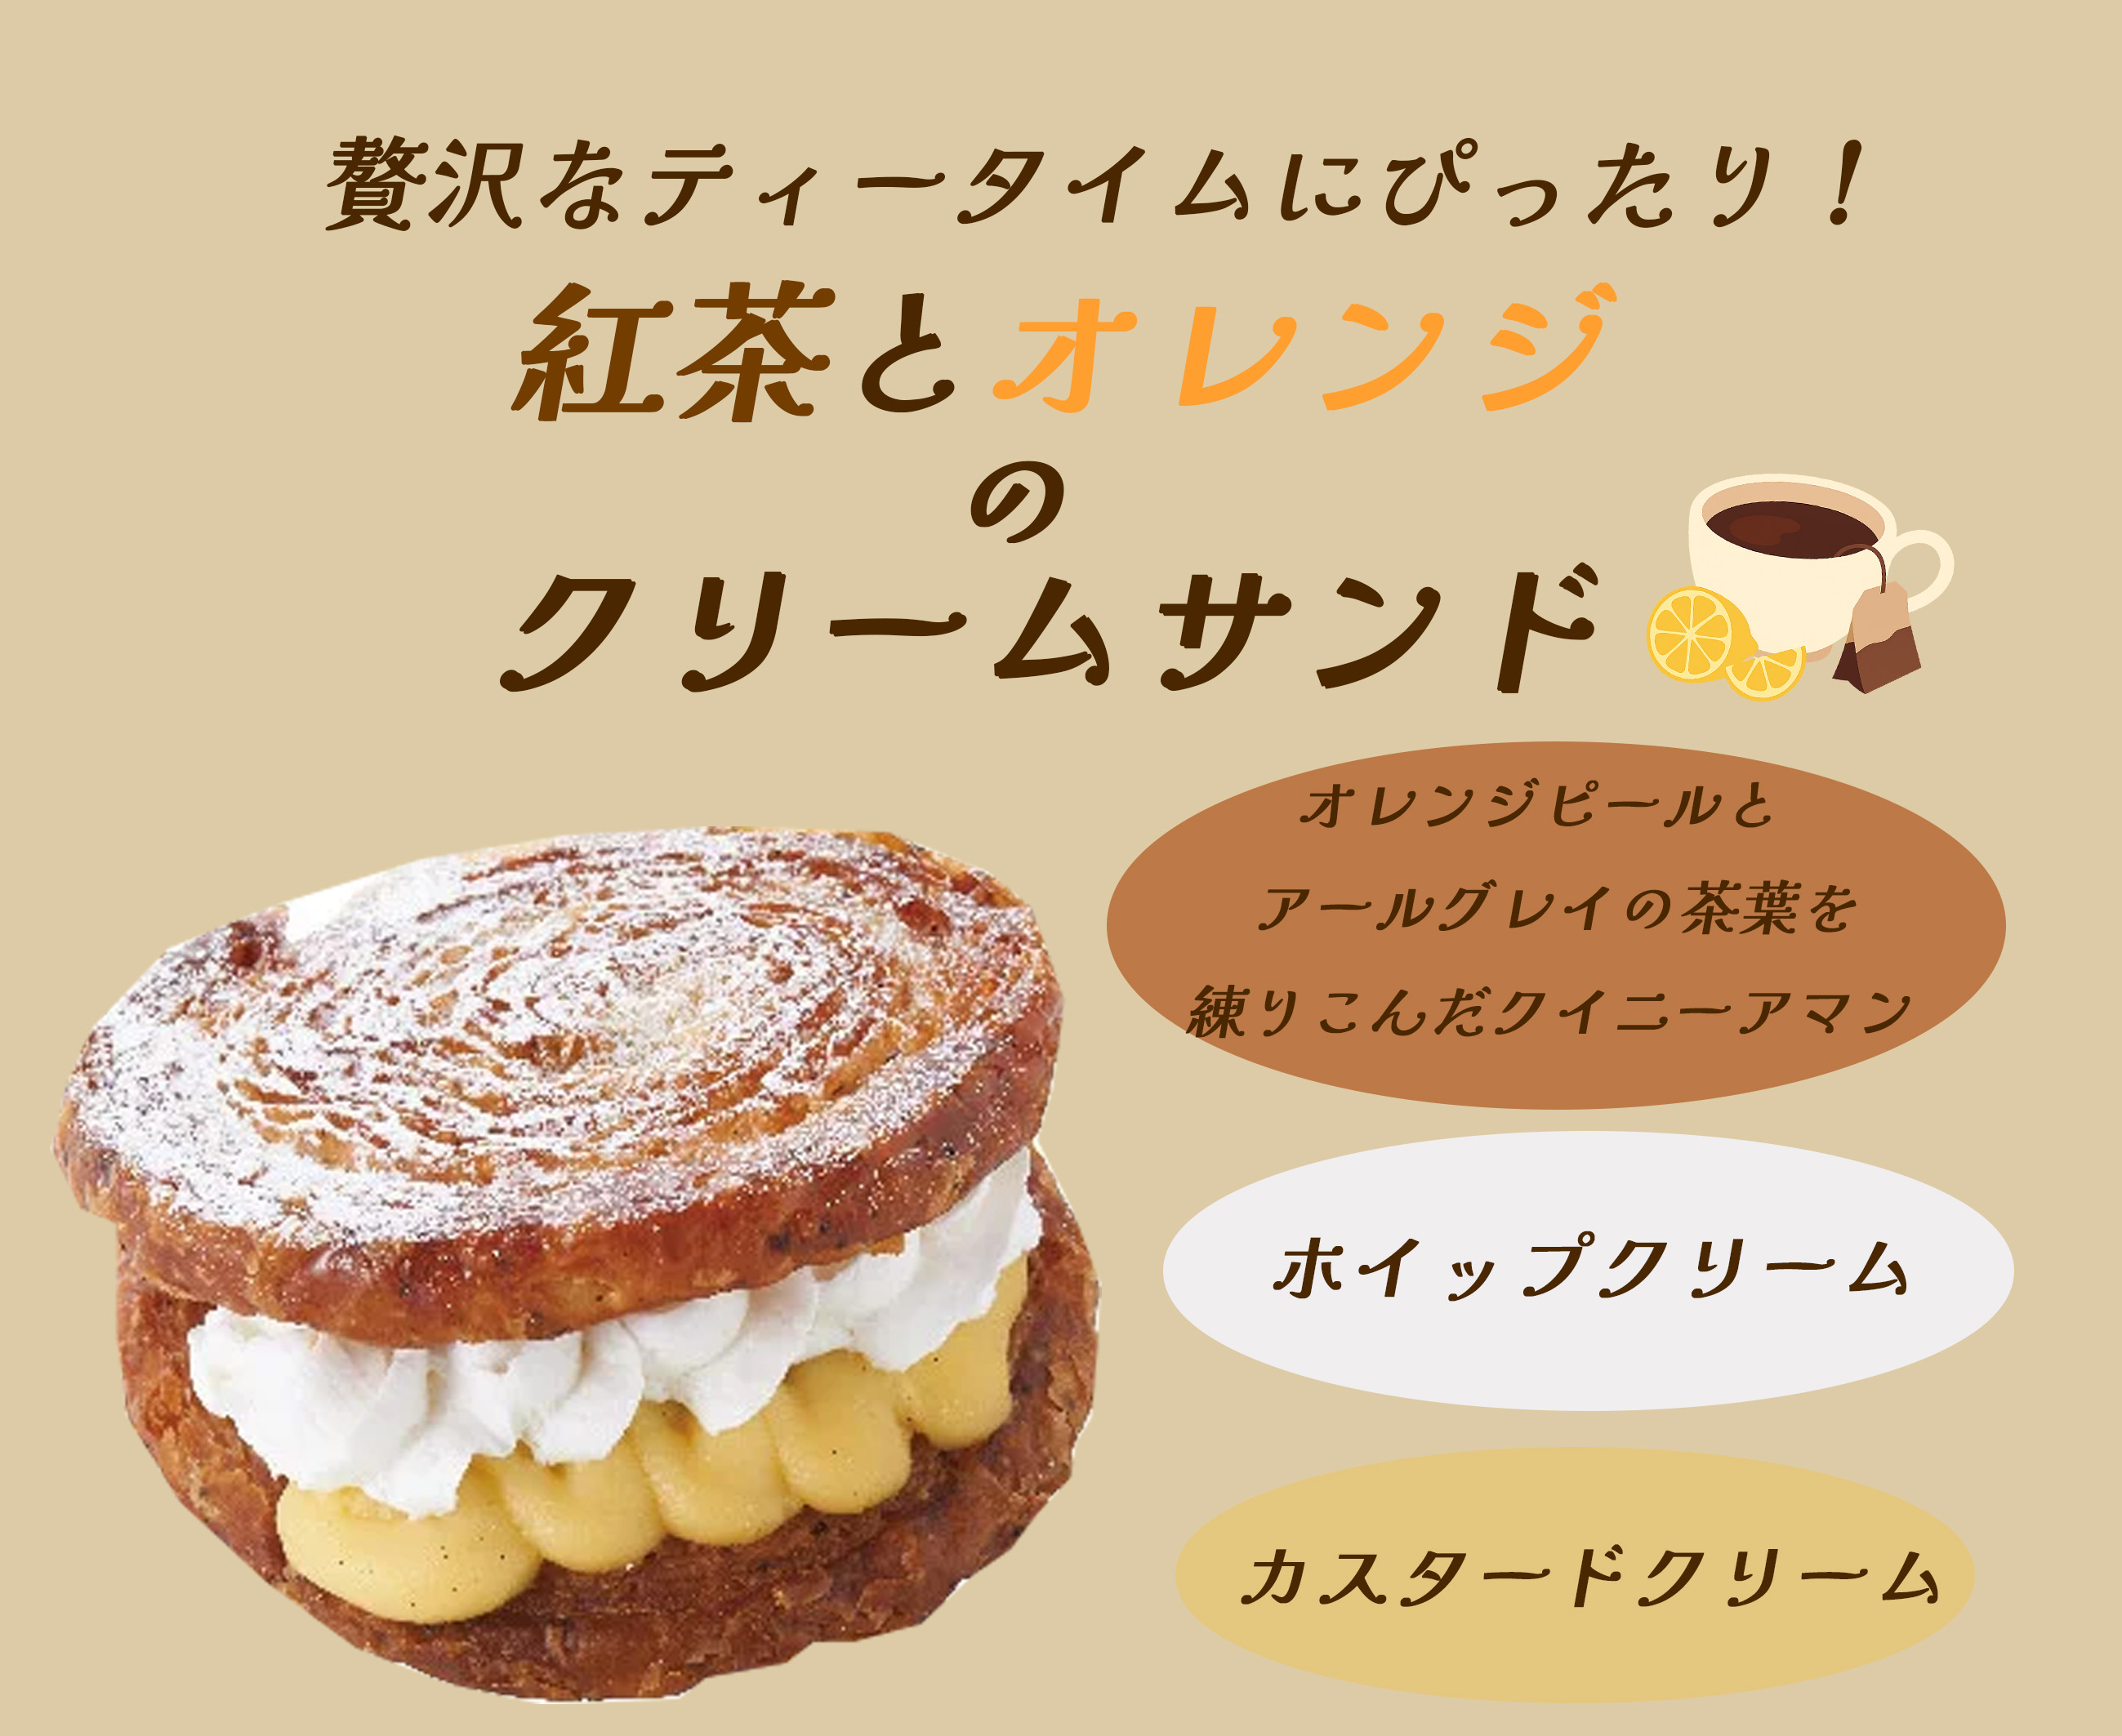 贅沢なティータイムにぴったり！
紅茶とオレンジ
の
クリームサンド
オレンジピールと
アールグレイの茶葉を
練りこんだクイニーアマン
ホイップクリーム
カスタードクリーム